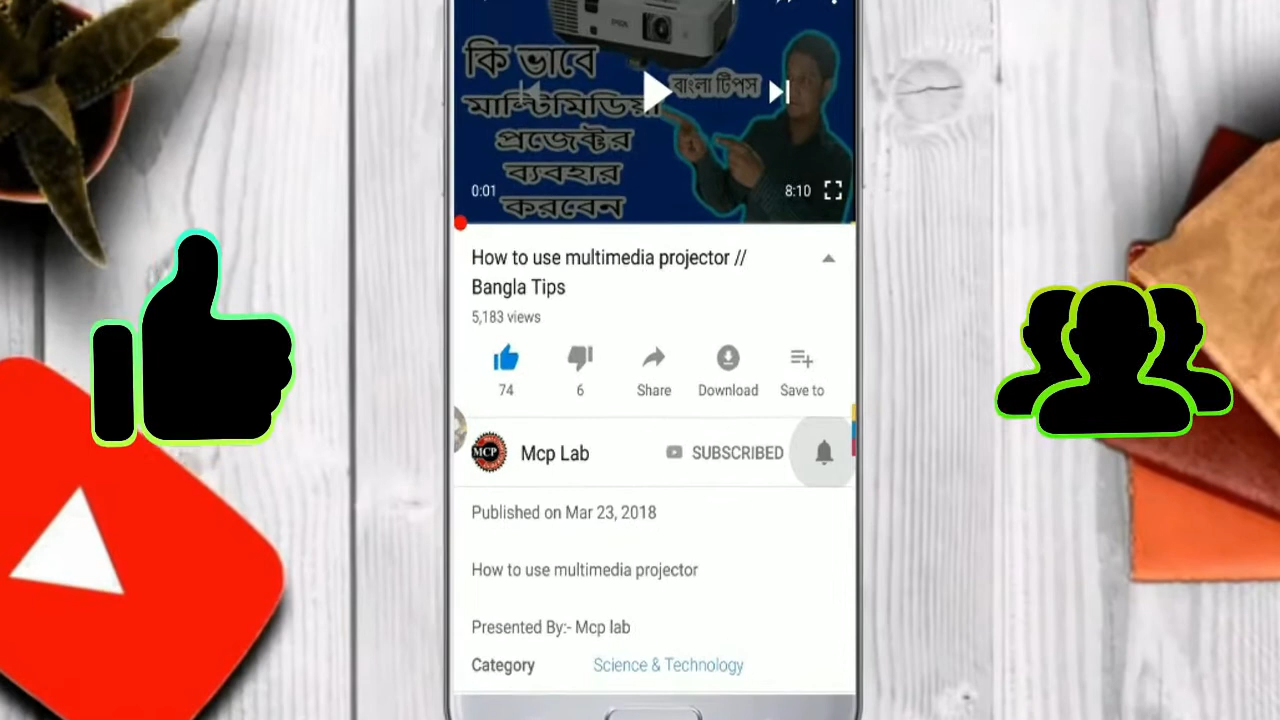 EPSON
কি ভাবে
বাংলা টিপস
মাল্টিমিডিয়া
প্রজেক্টর
ব্যবহার
করবেন
0:01
8:10
How to use multimedia projector //
Bangla Tips
5,183 views
74
6
Share
Download
Save to
MCP
Mcp Lab
SUBSCRIBED
Published on Mar 23, 2018
How to use multimedia projector
Presented By:- Mcp lab
Category
Science & Technology